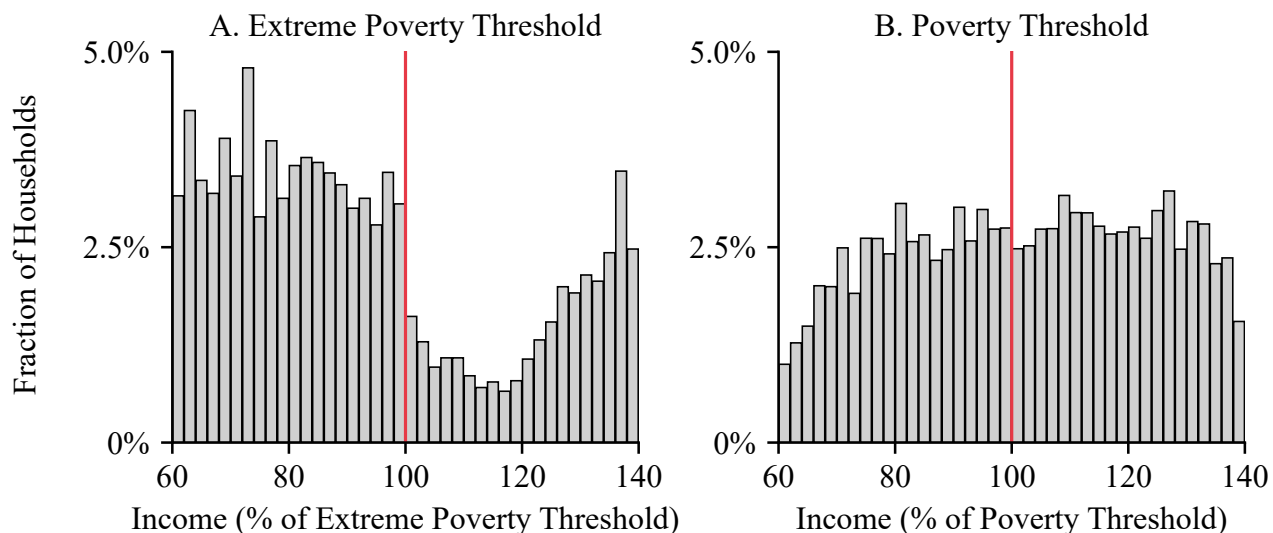 A. Extreme Poverty Threshold
B. Poverty Threshold
Fraction of Households
5.0%
2.5%
0%
60 80 100 120 140
Income (% of Extreme Poverty Threshold)
5.0%
2.5%
0%
60 80 100 120 140
Income (% of Poverty Threshold)